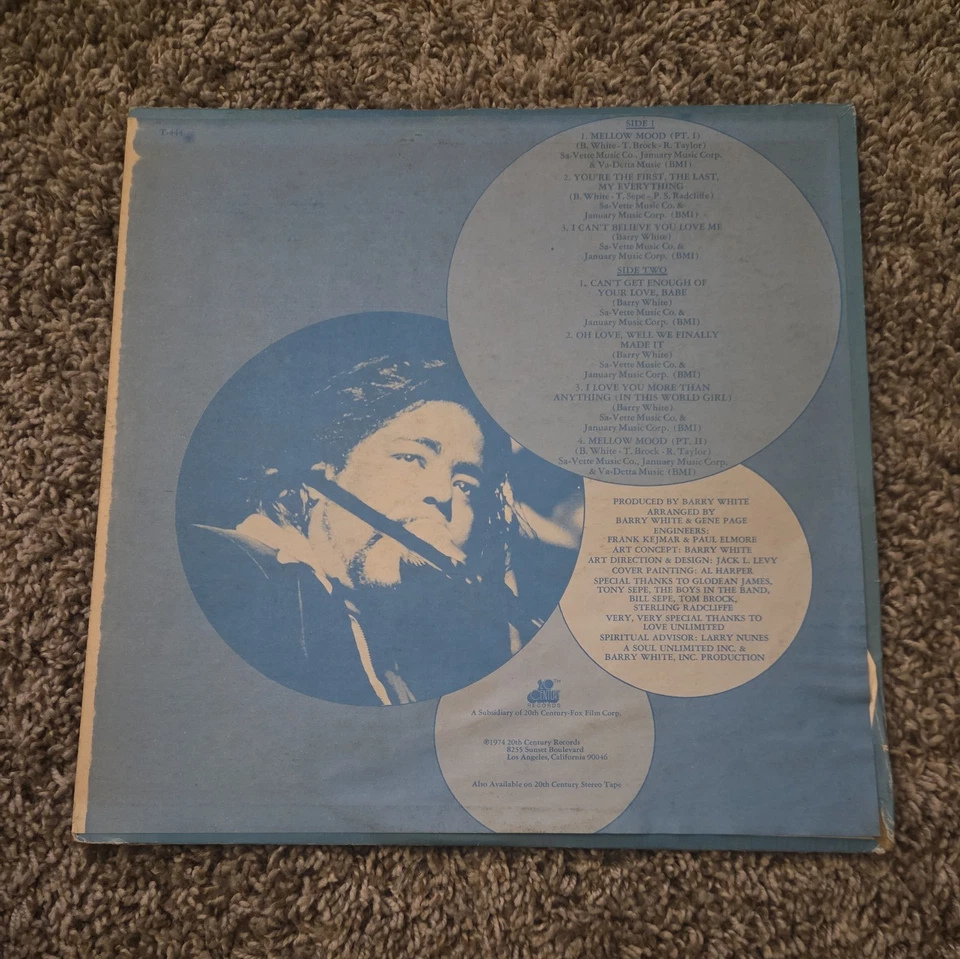 T-444
SIDE 1
1. MELLOW MOOD (PT. I)
(B. White - T. Brock - R. Taylor)
Sa-Vette Music Co., January Music Corp.
& Va-Detta Music (BMI)
2. YOU'RE THE FIRST, THE LAST,
MY EVERYTHING
(B. White - T. Sepe - P. S. Radcliffe)
Sa-Vette Music Co. &
January Music Corp. (BMI)
3. I CAN'T BELIEVE YOU LOVE ME
(Barry White)
Sa-Vette Music Co. &
January Music Corp. (BMI)
SIDE TWO
1. CAN'T GET ENOUGH OF
YOUR LOVE, BABE
(Barry White)
Sa-Vette Music Co. &
January Music Corp. (BMI)
2. OH LOVE, WELL WE FINALLY
MADE IT
(Barry White)
Sa-Vette Music Co. &
January Music Corp. (BMI)
3. I LOVE YOU MORE THAN
ANYTHING (IN THIS WORLD GIRL)
(Barry White)
Sa-Vette Music Co. &
January Music Corp. (BMI)
4. MELLOW MOOD (PT. II)
(B. White - T. Brock - R. Taylor)
Sa-Vette Music Co., January Music Corp.
& Va-Detta Music (BMI)
PRODUCED BY BARRY WHITE
ARRANGED BY
BARRY WHITE & GENE PAGE
ENGINEERS:
FRANK KEJMAR & PAUL ELMORE
ART CONCEPT: BARRY WHITE
ART DIRECTION & DESIGN: JACK L. LEVY
COVER PAINTING: AL HARPER
SPECIAL THANKS TO GLODEAN JAMES,
TONY SEPE, THE BOYS IN THE BAND,
BILL SEPE, TOM BROCK,
STERLING RADCLIFFE
VERY, VERY SPECIAL THANKS TO
LOVE UNLIMITED
SPIRITUAL ADVISOR: LARRY NUNES
A SOUL UNLIMITED INC. &
BARRY WHITE, INC. PRODUCTION
20TH
CENTURY
RECORDS
A Subsidiary of 20th Century-Fox Film Corp.
℗1974 20th Century Records
8255 Sunset Boulevard
Los Angeles, California 90046
Also Available on 20th Century Stereo Tape